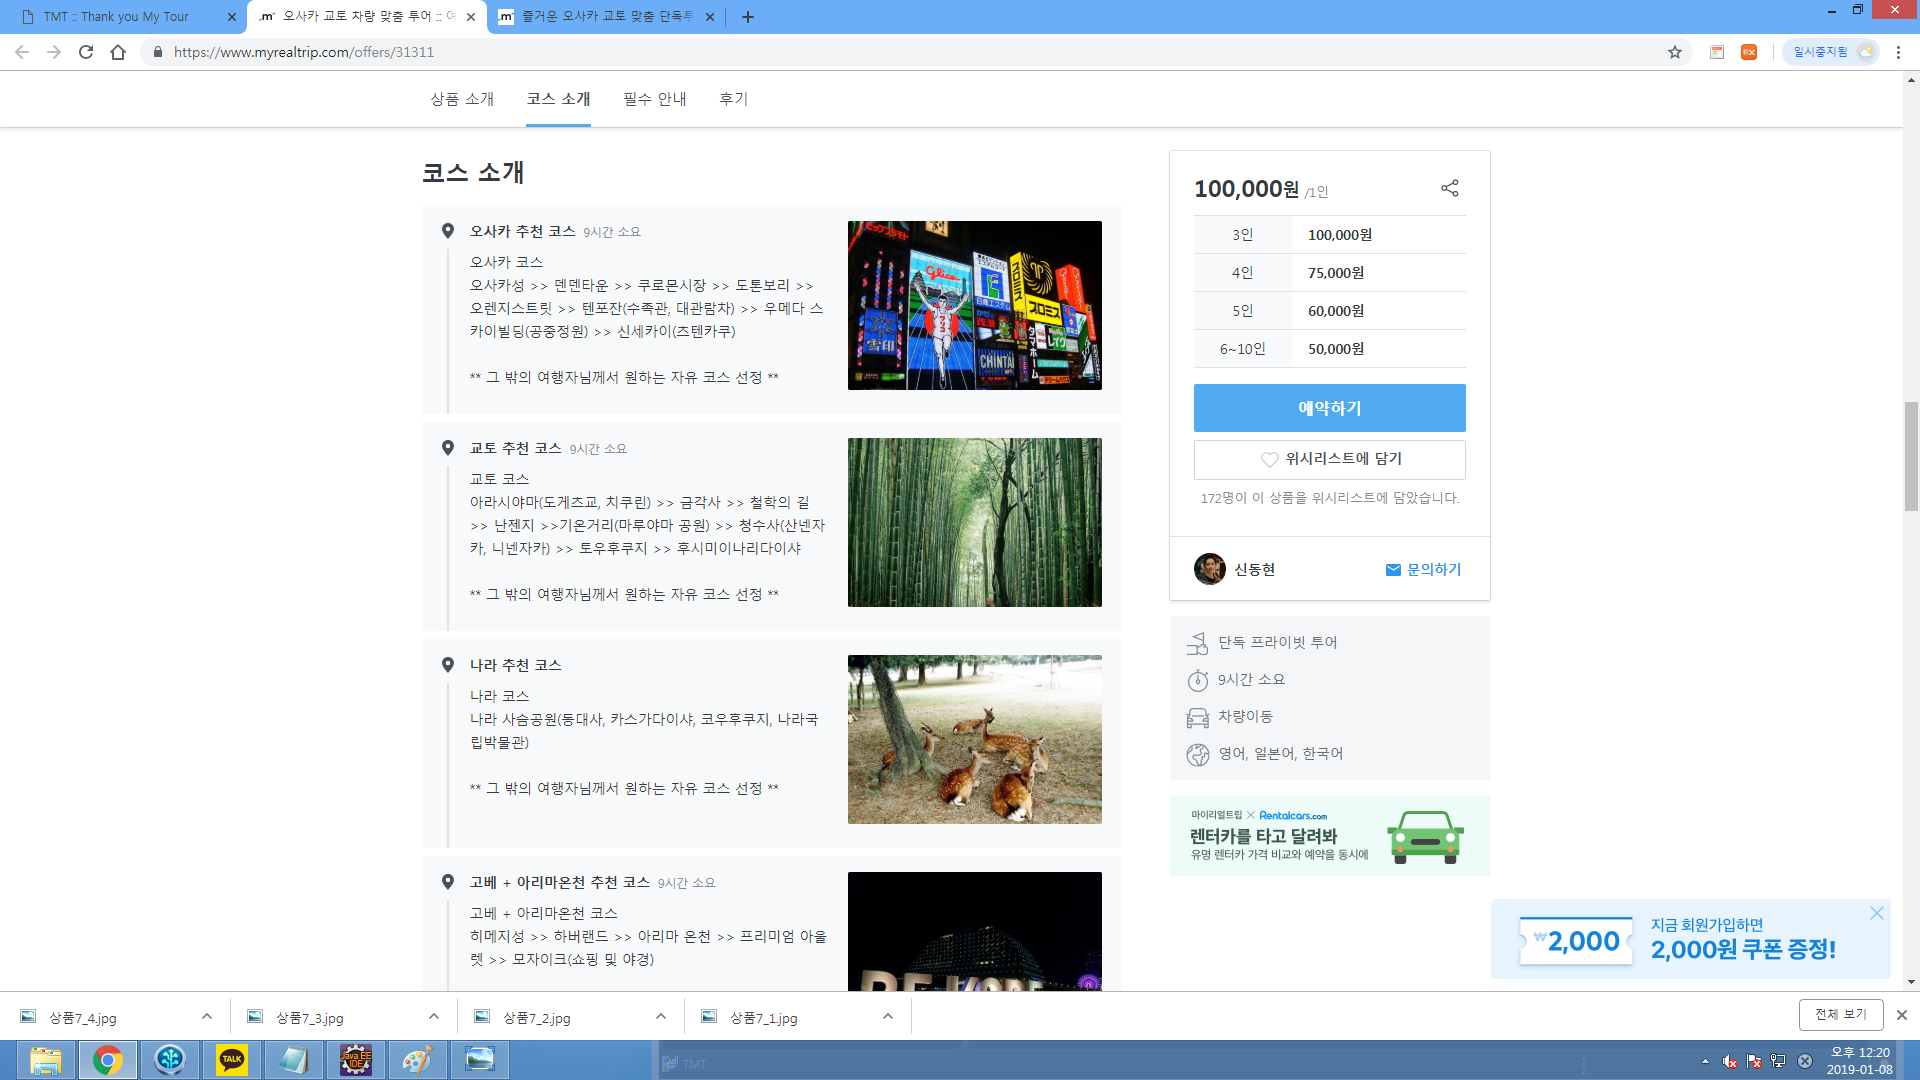 TMT :: Thank you My Tour
오사카 교토 차량 맞춤 투어 :: 여
즐거운 오사카 교토 맞춤 단독투
https://www.myrealtrip.com/offers/31311
일시중지됨
상품 소개
코스 소개
필수 안내
후기
코스 소개
오사카 추천 코스 9시간 소요
오사카 코스
오사카성 >> 덴덴타운 >> 쿠로몬시장 >> 도톤보리 >>
오렌지스트릿 >> 텐포잔(수족관, 대관람차) >> 우메다 스
카이빌딩(공중정원) >> 신세카이(츠텐카쿠)
** 그 밖의 여행자님께서 원하는 자유 코스 선정 **
glico
グリコ
雪印
プロミス
CHINTAI
교토 추천 코스 9시간 소요
교토 코스
아라시야마(도게츠교, 치쿠린) >> 금각사 >> 철학의 길
>> 난젠지 >>기온거리(마루야마 공원) >> 청수사(산넨자
카, 니넨자카) >> 토우후쿠지 >> 후시미이나리다이샤
** 그 밖의 여행자님께서 원하는 자유 코스 선정 **
나라 추천 코스
나라 코스
나라 사슴공원(동대사, 카스가다이샤, 코우후쿠지, 나라국
립박물관)
** 그 밖의 여행자님께서 원하는 자유 코스 선정 **
고베 + 아리마온천 추천 코스 9시간 소요
고베 + 아리마온천 코스
히메지성 >> 하버랜드 >> 아리마 온천 >> 프리미엄 아울
렛 >> 모자이크(쇼핑 및 야경)
BE KOBE
100,000원 /1인
3인 100,000원
4인 75,000원
5인 60,000원
6~10인 50,000원
예약하기
위시리스트에 담기
172명이 이 상품을 위시리스트에 담았습니다.
신동현
문의하기
단독 프라이빗 투어
9시간 소요
차량이동
영어, 일본어, 한국어
마이리얼트립 × Rentalcars.com
렌터카를 타고 달려봐
유명 렌터카 가격 비교와 예약을 동시에
₩2,000
지금 회원가입하면
2,000원 쿠폰 증정!
상품7_4.jpg
상품7_3.jpg
상품7_2.jpg
상품7_1.jpg
전체 보기
TALK
Java EE
IDE
TMT
오후 12:20
2019-01-08